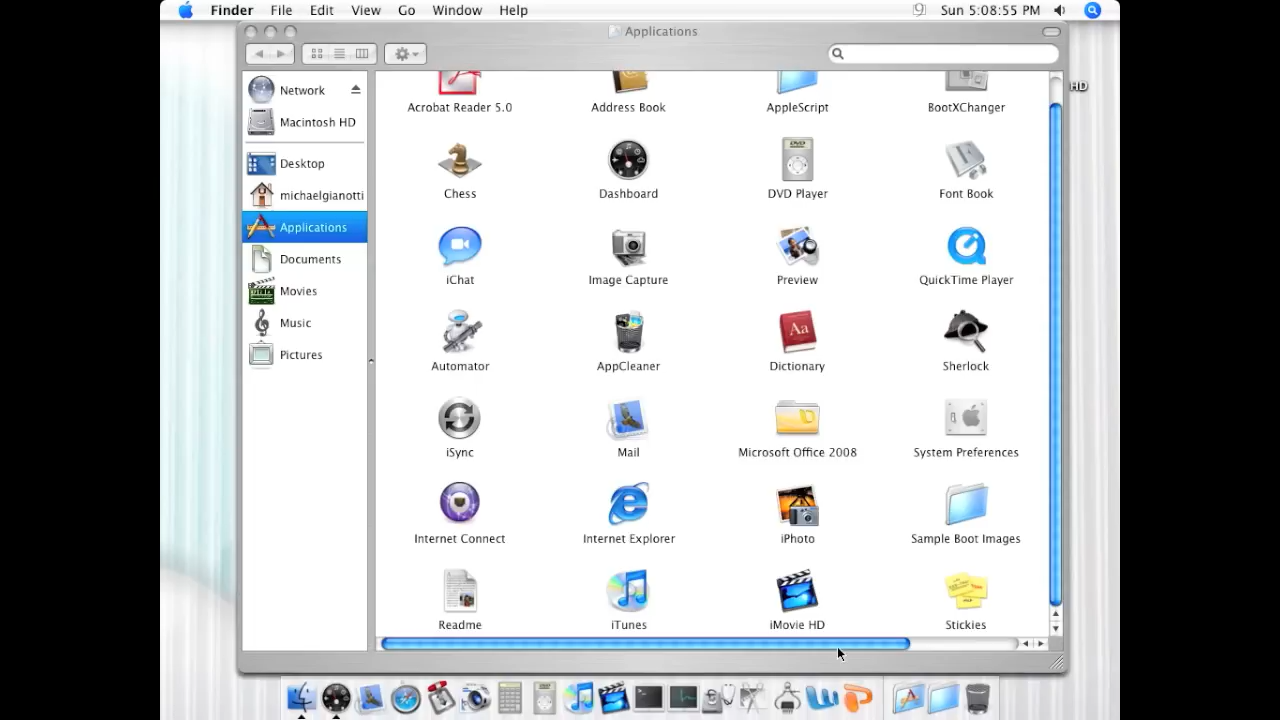 Finder File Edit View Go Window Help Sun 5:08:55 PM
Applications
HD
Network
Macintosh HD
Desktop
michaelgianotti
Applications
Documents
Movies
Music
Pictures
Acrobat Reader 5.0 Address Book AppleScript BootXChanger
Chess Dashboard DVD Player Font Book
iChat Image Capture Preview QuickTime Player
Automator AppCleaner Dictionary Sherlock
iSync Mail Microsoft Office 2008 System Preferences
Internet Connect Internet Explorer iPhoto Sample Boot Images
Readme iTunes iMovie HD Stickies